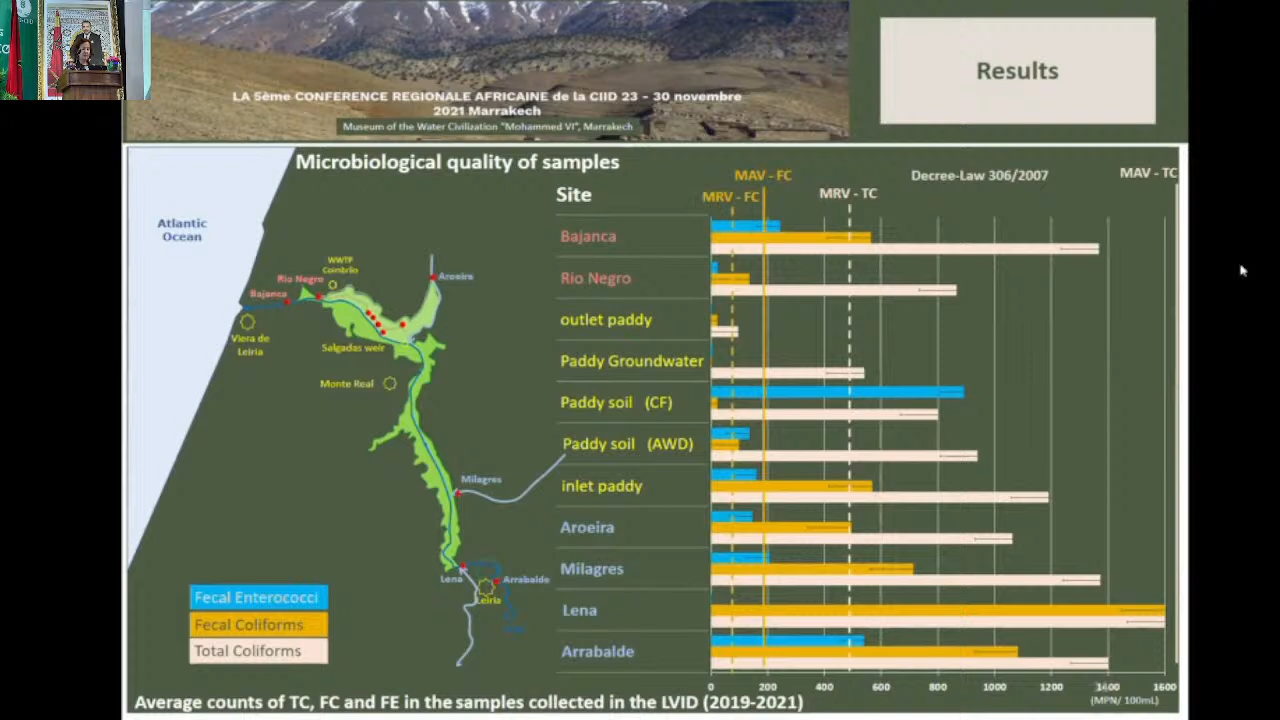 LA 5ème CONFERENCE REGIONALE AFRICAINE de la CIID 23 - 30 novembre
2021 Marrakech
Museum of the Water Civilization "Mohammed VI", Marrakech
Results
Microbiological quality of samples
Atlantic
Ocean
WWTP
Coimbrão
Rio Negro
Bajanca
Aroeira
Viera de
Leiria
Salgadas weir
Monte Real
Milagres
Lena
Arrabalde
Leiria
Fecal Enterococci
Fecal Coliforms
Total Coliforms
Site
MAV - FC
MRV - FC
MRV - TC
Decree-Law 306/2007
MAV - TC
Bajanca
Rio Negro
outlet paddy
Paddy Groundwater
Paddy soil (CF)
Paddy soil (AWD)
inlet paddy
Aroeira
Milagres
Lena
Arrabalde
0 200 400 600 800 1000 1200 1400 1600
(MPN/ 100mL)
Average counts of TC, FC and FE in the samples collected in the LVID (2019-2021)